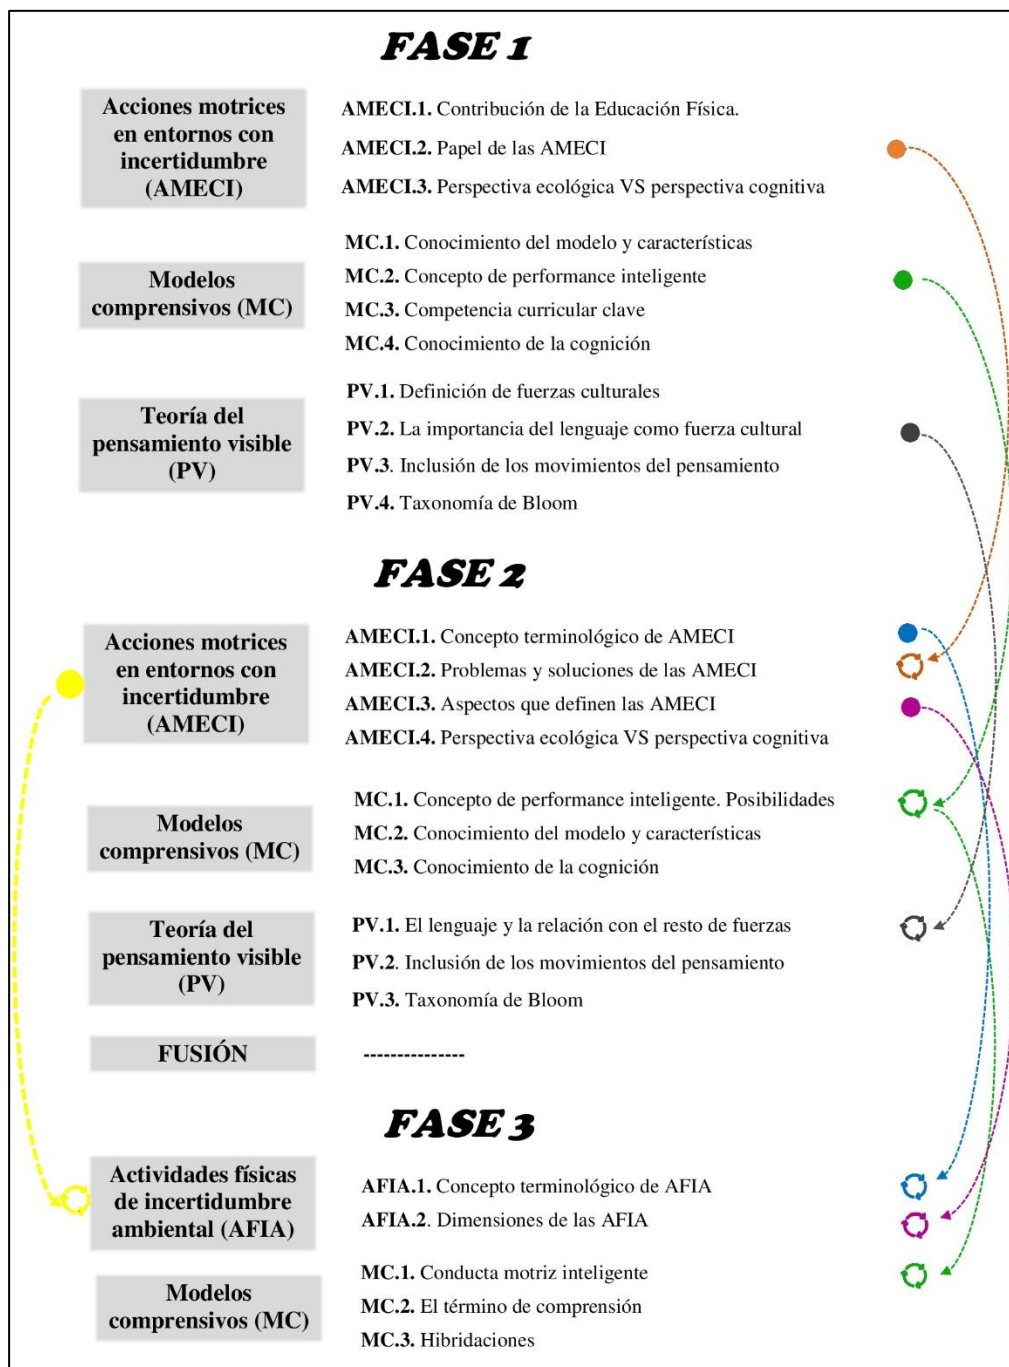 FASE 1
Acciones motrices
en entornos con
incertidumbre
(AMECI)
AMECI.1. Contribución de la Educación Física.
AMECI.2. Papel de las AMECI
AMECI.3. Perspectiva ecológica VS perspectiva cognitiva
Modelos
comprensivos (MC)
MC.1. Conocimiento del modelo y características
MC.2. Concepto de performance inteligente
MC.3. Competencia curricular clave
MC.4. Conocimiento de la cognición
Teoría del
pensamiento visible
(PV)
PV.1. Definición de fuerzas culturales
PV.2. La importancia del lenguaje como fuerza cultural
PV.3. Inclusión de los movimientos del pensamiento
PV.4. Taxonomía de Bloom
FASE 2
Acciones motrices
en entornos con
incertidumbre
(AMECI)
AMECI.1. Concepto terminológico de AMECI
AMECI.2. Problemas y soluciones de las AMECI
AMECI.3. Aspectos que definen las AMECI
AMECI.4. Perspectiva ecológica VS perspectiva cognitiva
Modelos
comprensivos (MC)
MC.1. Concepto de performance inteligente. Posibilidades
MC.2. Conocimiento del modelo y características
MC.3. Conocimiento de la cognición
Teoría del
pensamiento visible
(PV)
PV.1. El lenguaje y la relación con el resto de fuerzas
PV.2. Inclusión de los movimientos del pensamiento
PV.3. Taxonomía de Bloom
FUSIÓN
---------------
FASE 3
Actividades físicas
de incertidumbre
ambiental (AFIA)
AFIA.1. Concepto terminológico de AFIA
AFIA.2. Dimensiones de las AFIA
Modelos
comprensivos (MC)
MC.1. Conducta motriz inteligente
MC.2. El término de comprensión
MC.3. Hibridaciones